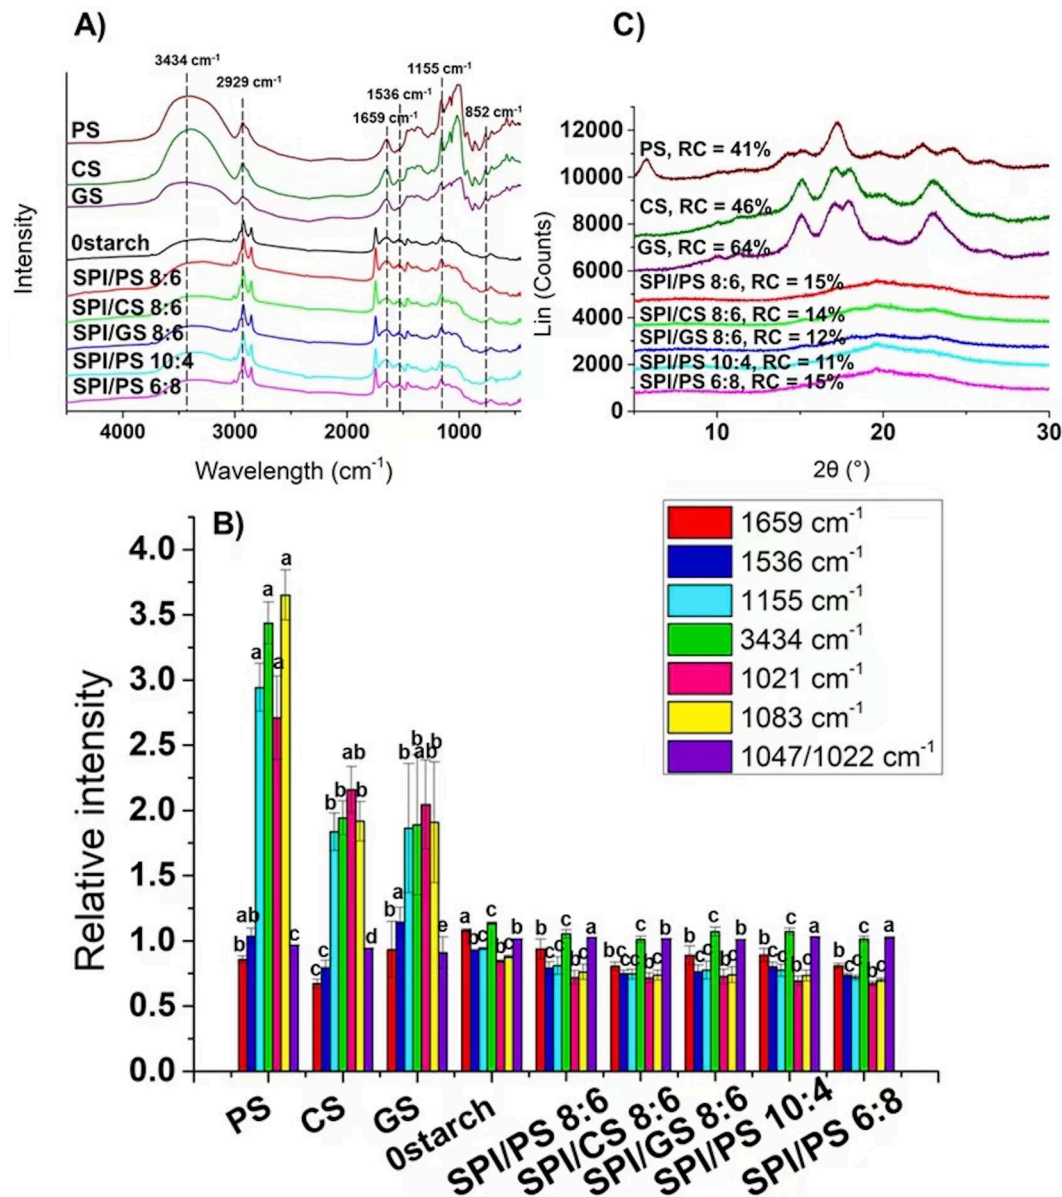 A)
3434 cm-1
2929 cm-1
1659 cm-1
1536 cm-1
1155 cm-1
852 cm-1
PS
CS
GS
0starch
SPI/PS 8:6
SPI/CS 8:6
SPI/GS 8:6
SPI/PS 10:4
SPI/PS 6:8
Intensity
4000
3000
2000
1000
Wavelength (cm-1)
C)
12000
10000
8000
6000
4000
2000
0
Lin (Counts)
PS, RC = 41%
CS, RC = 46%
GS, RC = 64%
SPI/PS 8:6, RC = 15%
SPI/CS 8:6, RC = 14%
SPI/GS 8:6, RC = 12%
SPI/PS 10:4, RC = 11%
SPI/PS 6:8, RC = 15%
10
20
30
2θ (°)
B)
4.0
3.5
3.0
2.5
2.0
1.5
1.0
0.5
0.0
Relative intensity
b ab a a a a c
c c b b ab b d
b a b b ab b e
a b c c b c b
b c c c b c a
b c c c b c b
b c c c b c b
b c c c b c a
b c c c b c a
PS
CS
GS
0starch
SPI/PS 8:6
SPI/CS 8:6
SPI/GS 8:6
SPI/PS 10:4
SPI/PS 6:8
1659 cm-1
1536 cm-1
1155 cm-1
3434 cm-1
1021 cm-1
1083 cm-1
1047/1022 cm-1